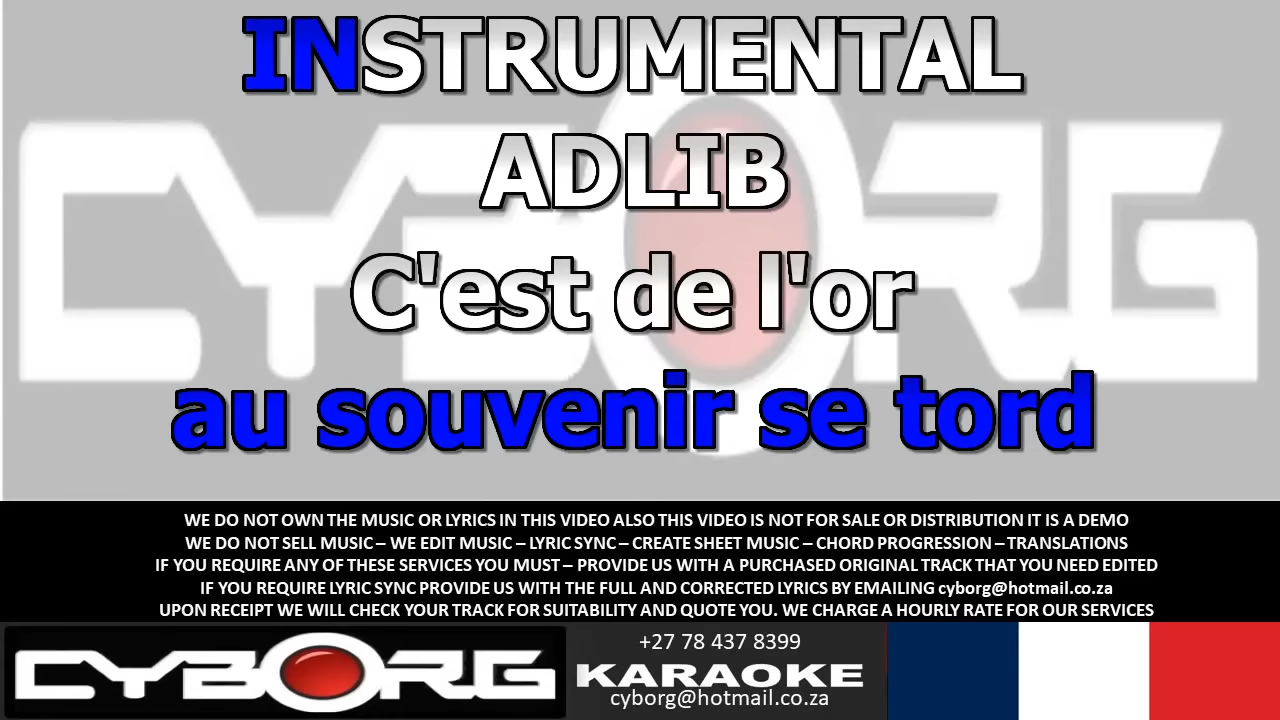 INSTRUMENTAL
ADLIB
C'est de l'or
au souvenir se tord
CYBORG
WE DO NOT OWN THE MUSIC OR LYRICS IN THIS VIDEO ALSO THIS VIDEO IS NOT FOR SALE OR DISTRIBUTION IT IS A DEMO
WE DO NOT SELL MUSIC – WE EDIT MUSIC – LYRIC SYNC – CREATE SHEET MUSIC – CHORD PROGRESSION – TRANSLATIONS
IF YOU REQUIRE ANY OF THESE SERVICES YOU MUST – PROVIDE US WITH A PURCHASED ORIGINAL TRACK THAT YOU NEED EDITED
IF YOU REQUIRE LYRIC SYNC PROVIDE US WITH THE FULL AND CORRECTED LYRICS BY EMAILING cyborg@hotmail.co.za
UPON RECEIPT WE WILL CHECK YOUR TRACK FOR SUITABILITY AND QUOTE YOU. WE CHARGE A HOURLY RATE FOR OUR SERVICES
CYBORG
+27 78 437 8399
KARAOKE
cyborg@hotmail.co.za